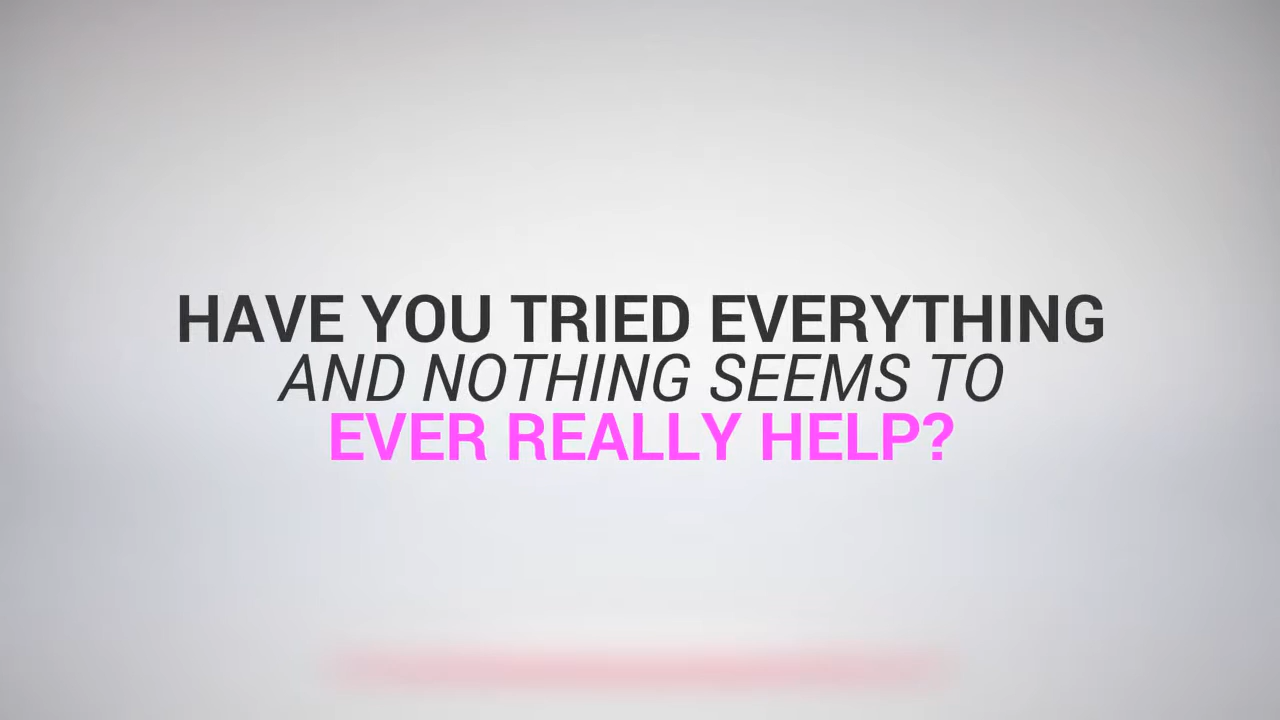 HAVE YOU TRIED EVERYTHING
AND NOTHING SEEMS TO
EVER REALLY HELP?